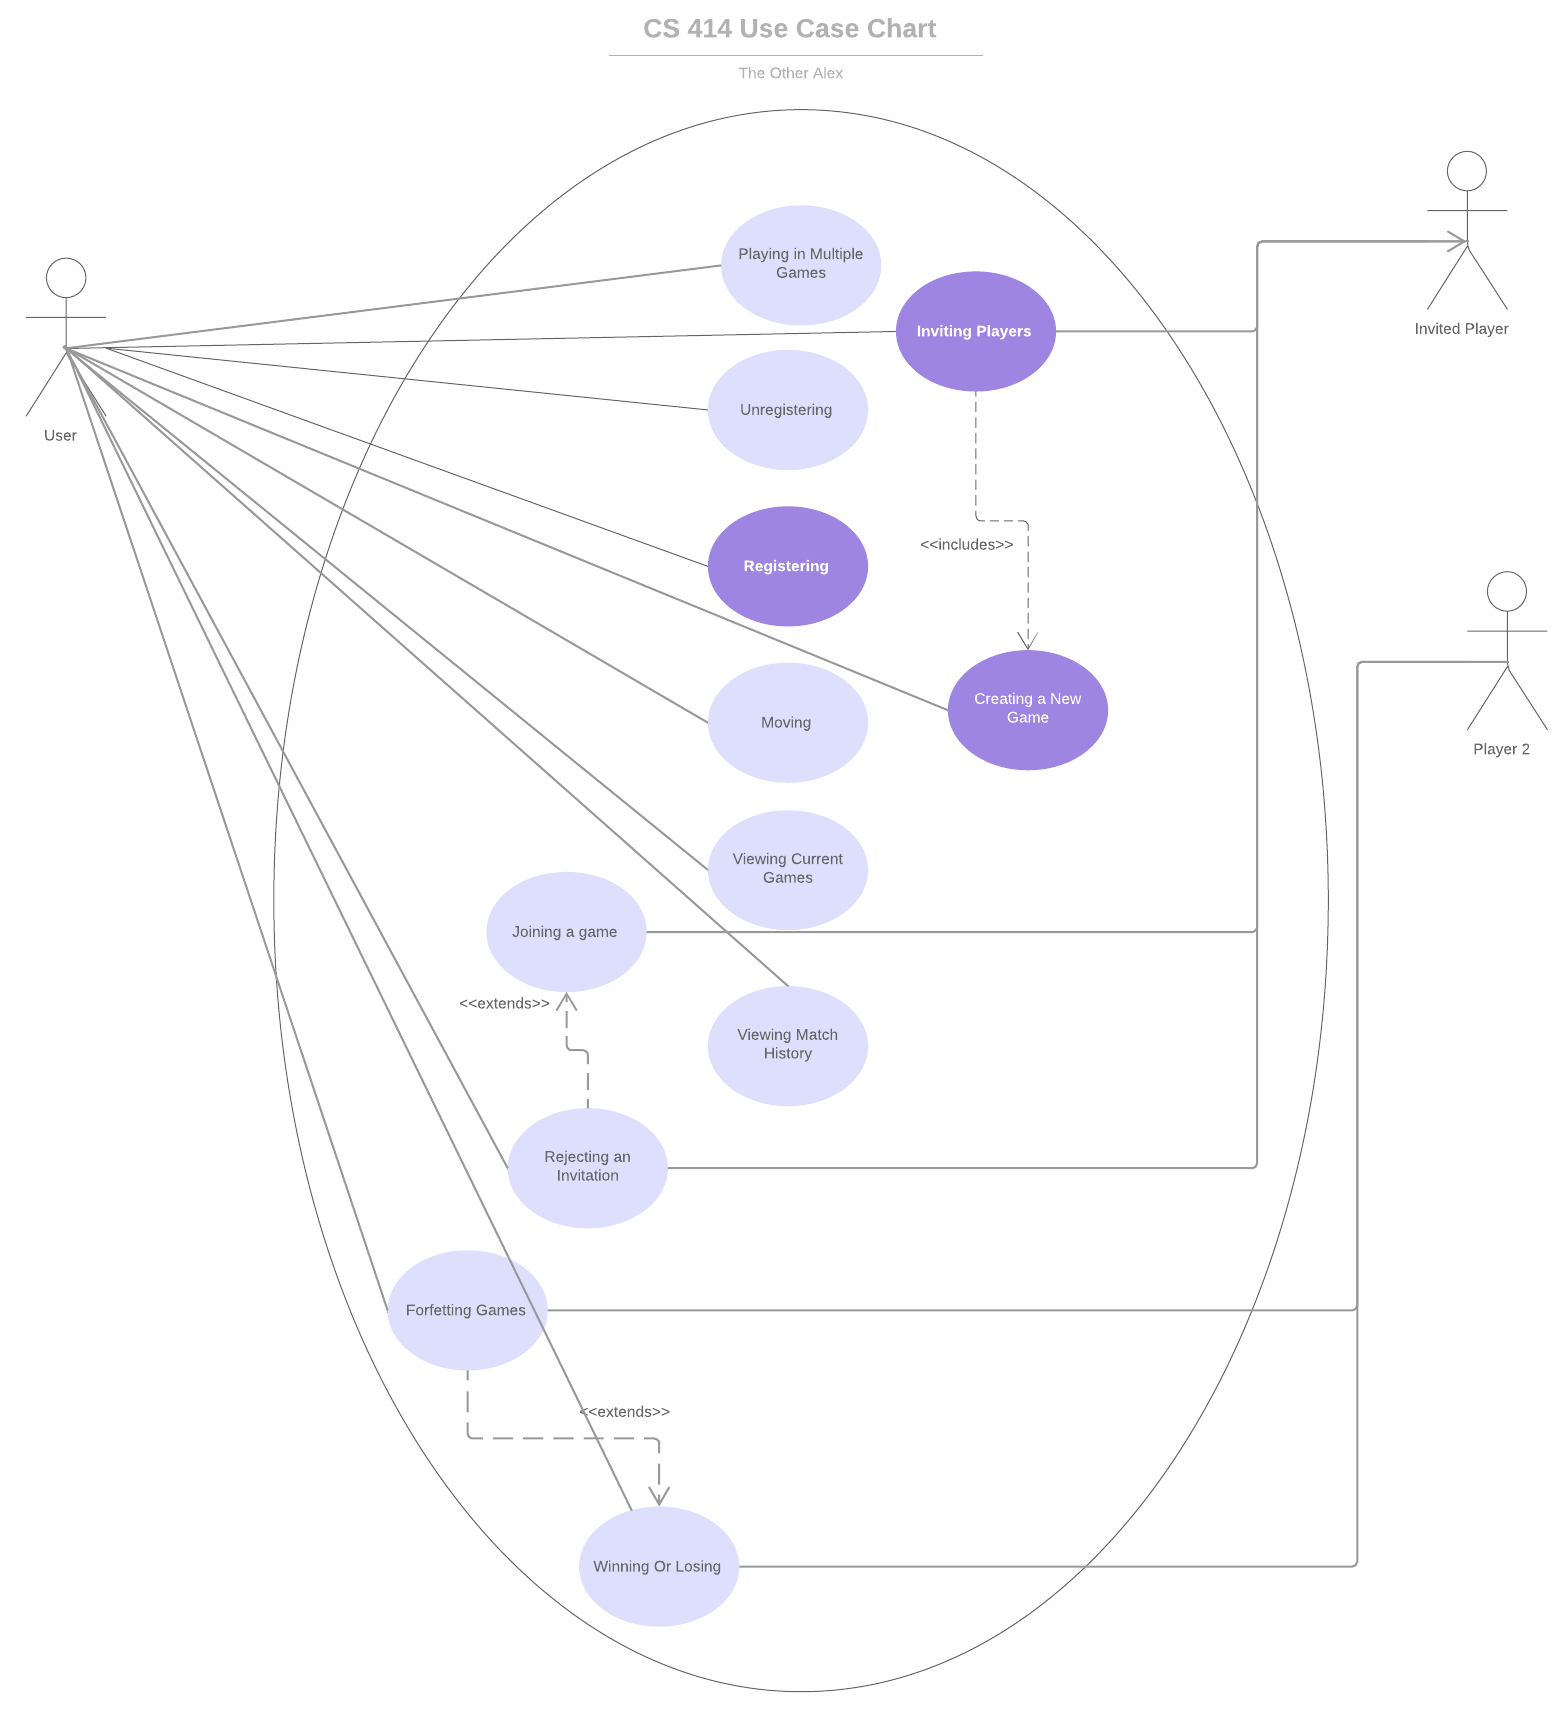 CS 414 Use Case Chart
The Other Alex
Playing in Multiple
Games
Inviting Players
Invited Player
Unregistering
User
<<includes>>
Registering
Creating a New
Game
Moving
Player 2
Viewing Current
Games
Joining a game
<<extends>>
Viewing Match
History
Rejecting an
Invitation
Forfetting Games
<<extends>>
Winning Or Losing